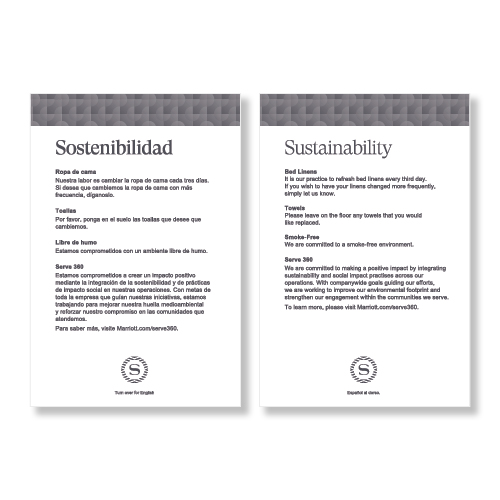 Sostenibilidad
Ropa de cama
Nuestra labor es cambiar la ropa de cama cada tres días.
Si desea que cambiemos la ropa de cama con más
frecuencia, díganoslo.
Toallas
Por favor, ponga en el suelo las toallas que desee que
cambiemos.
Libre de humo
Estamos comprometidos con un ambiente libre de humo.
Serve 360
Estamos comprometidos a crear un impacto positivo
mediante la integración de la sostenibilidad y de prácticas
de impacto social en nuestras operaciones. Con metas de
toda la empresa que guían nuestras iniciativas, estamos
trabajando para mejorar nuestra huella medioambiental
y reforzar nuestro compromiso en las comunidades que
atendemos.
Para saber más, visite Marriott.com/serve360.
S
Turn over for English
Sustainability
Bed Linens
It is our practice to refresh bed linens every third day.
If you wish to have your linens changed more frequently,
simply let us know.
Towels
Please leave on the floor any towels that you would
like replaced.
Smoke-Free
We are committed to a smoke-free environment.
Serve 360
We are committed to making a positive impact by integrating
sustainability and social impact practises across our
operations. With companywide goals guiding our efforts,
we are working to improve our environmental footprint and
strengthen our engagement within the communities we serve.
To learn more, please visit Marriott.com/serve360.
S
Español al dorso.